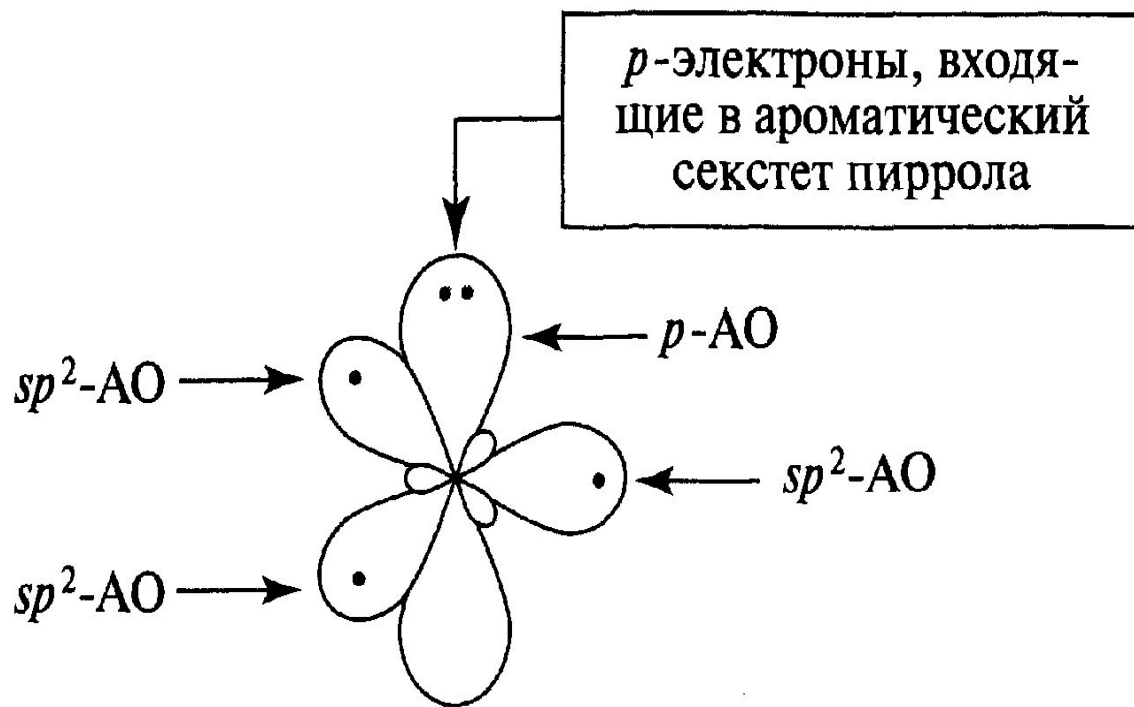 p-электроны, входя-
щие в ароматический
секстет пиррола
p-АО
sp²-АО
sp²-АО
sp²-АО